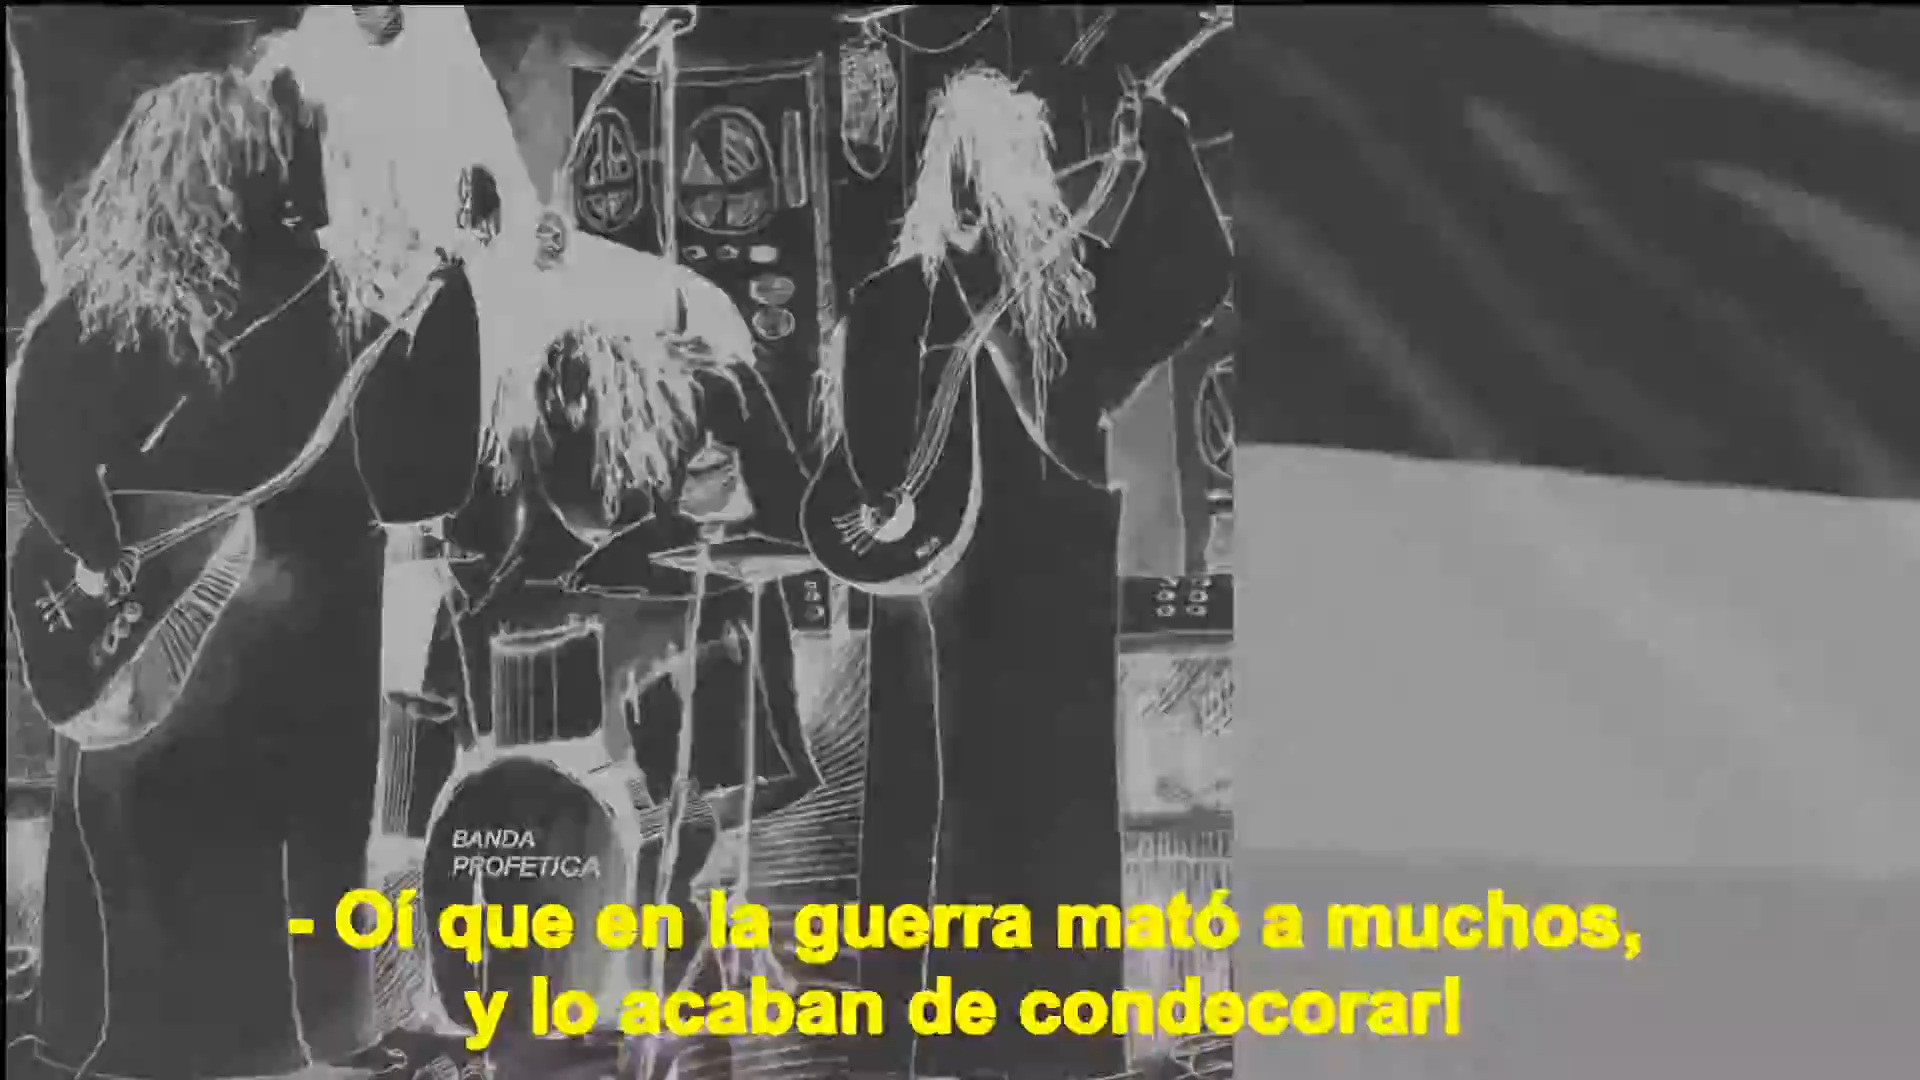 BANDA
PROFETICA
- Oí que en la guerra mató a muchos,
y lo acaban de condecorar!